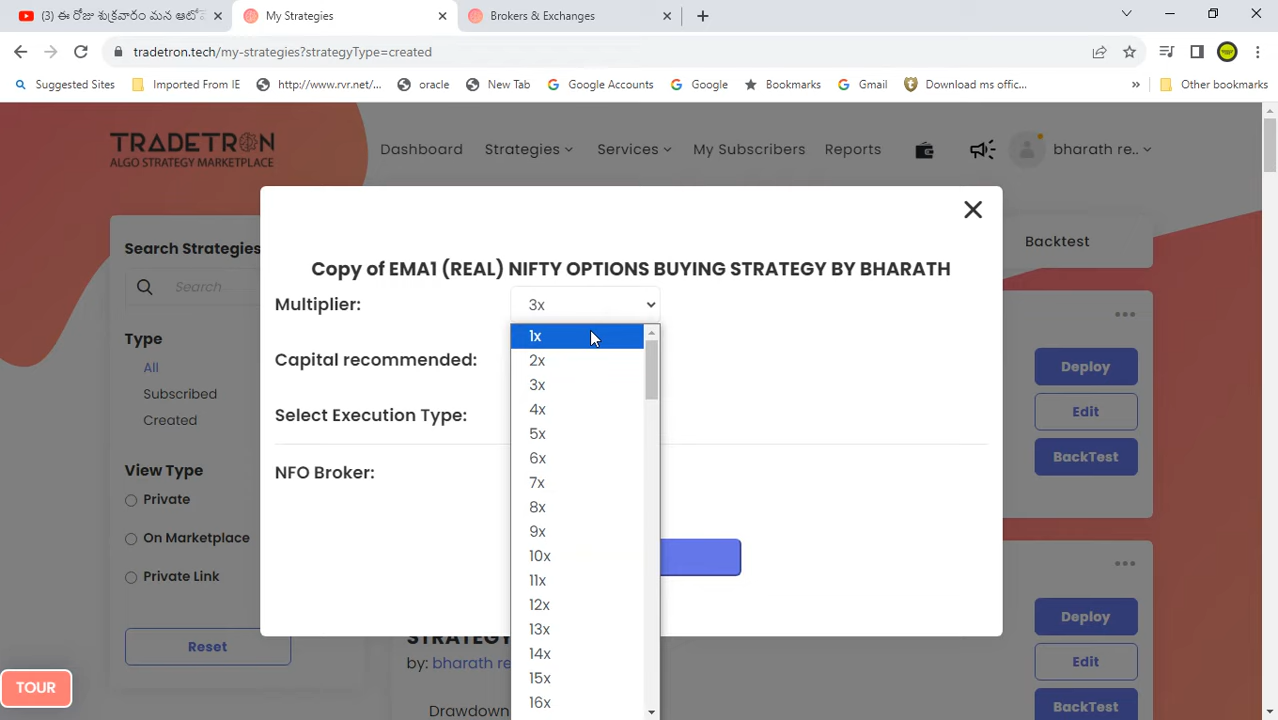 (3) ఈ రోజు శుక్రవారం మన ఆటో
My Strategies
Brokers & Exchanges
tradetron.tech/my-strategies?strategyType=created
Suggested Sites
Imported From IE
http://www.rvr.net/...
oracle
New Tab
Google Accounts
Google
Bookmarks
Gmail
Download ms offic...
Other bookmarks
TRADETRON
ALGO STRATEGY MARKETPLACE
Dashboard
Strategies
Services
My Subscribers
Reports
bharath re..
Search Strategies
Search
Backtest
Type
All
Subscribed
Created
View Type
Private
On Marketplace
Private Link
Reset
Copy of EMA1 (REAL) NIFTY OPTIONS BUYING STRATEGY BY BHARATH
Multiplier:
3x
Capital recommended:
Select Execution Type:
NFO Broker:
1x
2x
3x
4x
5x
6x
7x
8x
9x
10x
11x
12x
13x
14x
15x
16x
Deploy
Edit
BackTest
Deploy
Edit
BackTest
STRATEGY
by: bharath re
Drawdown
TOUR